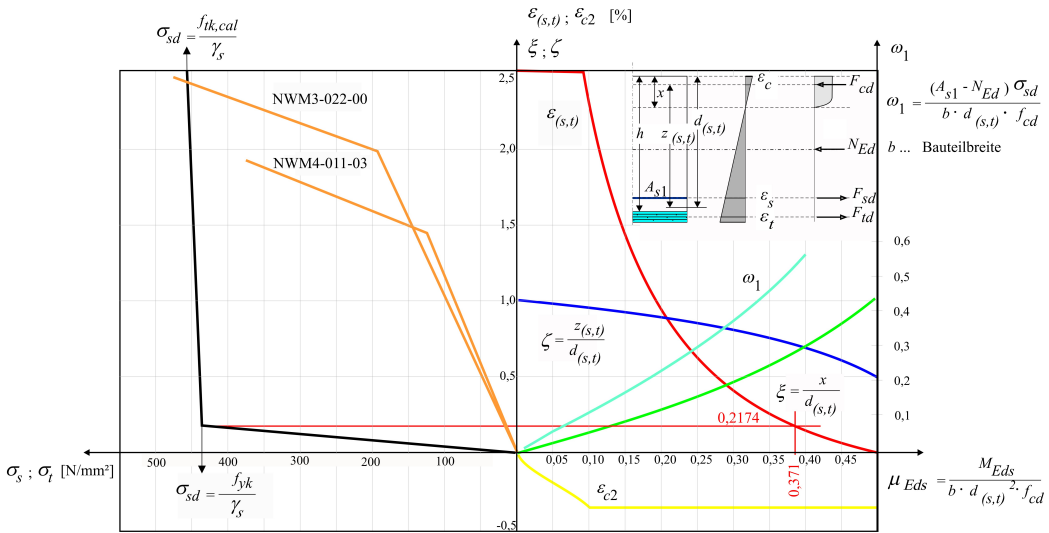 ε(s,t) ; εc2 [%]
σsd = ftk,cal / γs
ξ ; ζ
ω1
2,5
εc
Fcd
ω1 = (As1 - NEd) σsd / b · d(s,t) · fcd
NWM3-022-00
ε(s,t)
x
h
z(s,t)
d(s,t)
2,0
NEd
b ... Bauteilbreite
NWM4-011-03
As1
εs
Fsd
εt
Ftd
1,5
0,6
0,5
ω1
1,0
0,4
ζ = z(s,t) / d(s,t)
0,3
0,5
ξ = x / d(s,t)
0,2
0,2174
0,1
σs ; σt [N/mm²]
500
400
300
200
100
0,05
0,10
0,15
0,20
0,25
0,30
0,35
0,40
0,45
0,371
μEds = MEds / b · d(s,t)² · fcd
σsd = fyk / γs
εc2
-0,5